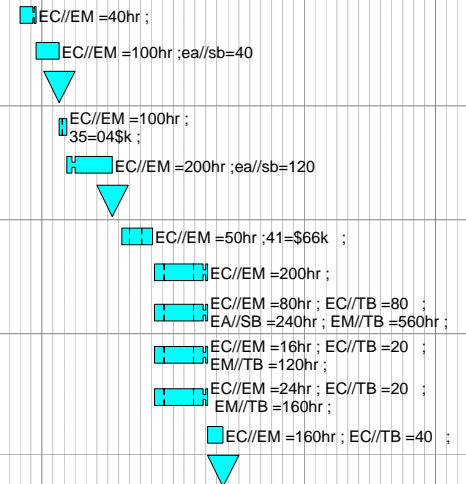 EC//EM =40hr ;
EC//EM =100hr ;ea//sb=40
EC//EM =100hr ;
35=04$k ;
EC//EM =200hr ;ea//sb=120
EC//EM =50hr ;41=$66k ;
EC//EM =200hr ;
EC//EM =80hr ; EC//TB =80 ;
EA//SB =240hr ; EM//TB =560hr ;
EC//EM =16hr ; EC//TB =20 ;
EM//TB =120hr ;
EC//EM =24hr ; EC//TB =20 ;
EM//TB =160hr ;
EC//EM =160hr ; EC//TB =40 ;